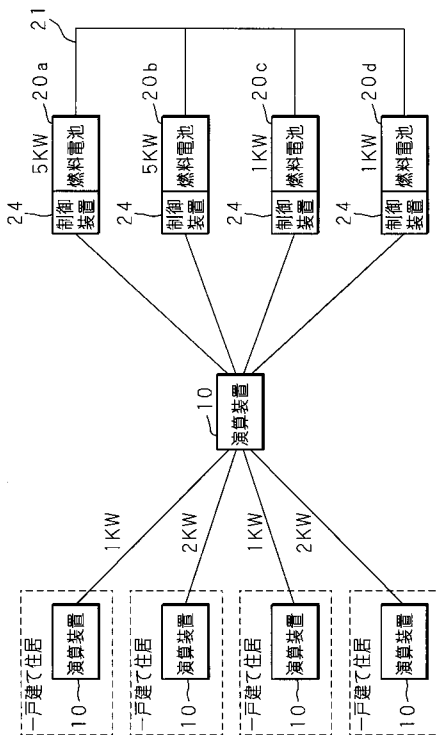 21
20a
5KW
燃料電池
24
制御
装置
20b
5KW
燃料電池
24
制御
装置
20c
1KW
燃料電池
24
制御
装置
20d
1KW
燃料電池
24
制御
装置
10
演算装置
1KW
2KW
1KW
2KW
一戸建て住居
演算装置
10
一戸建て住居
演算装置
10
一戸建て住居
演算装置
10
一戸建て住居
演算装置
10